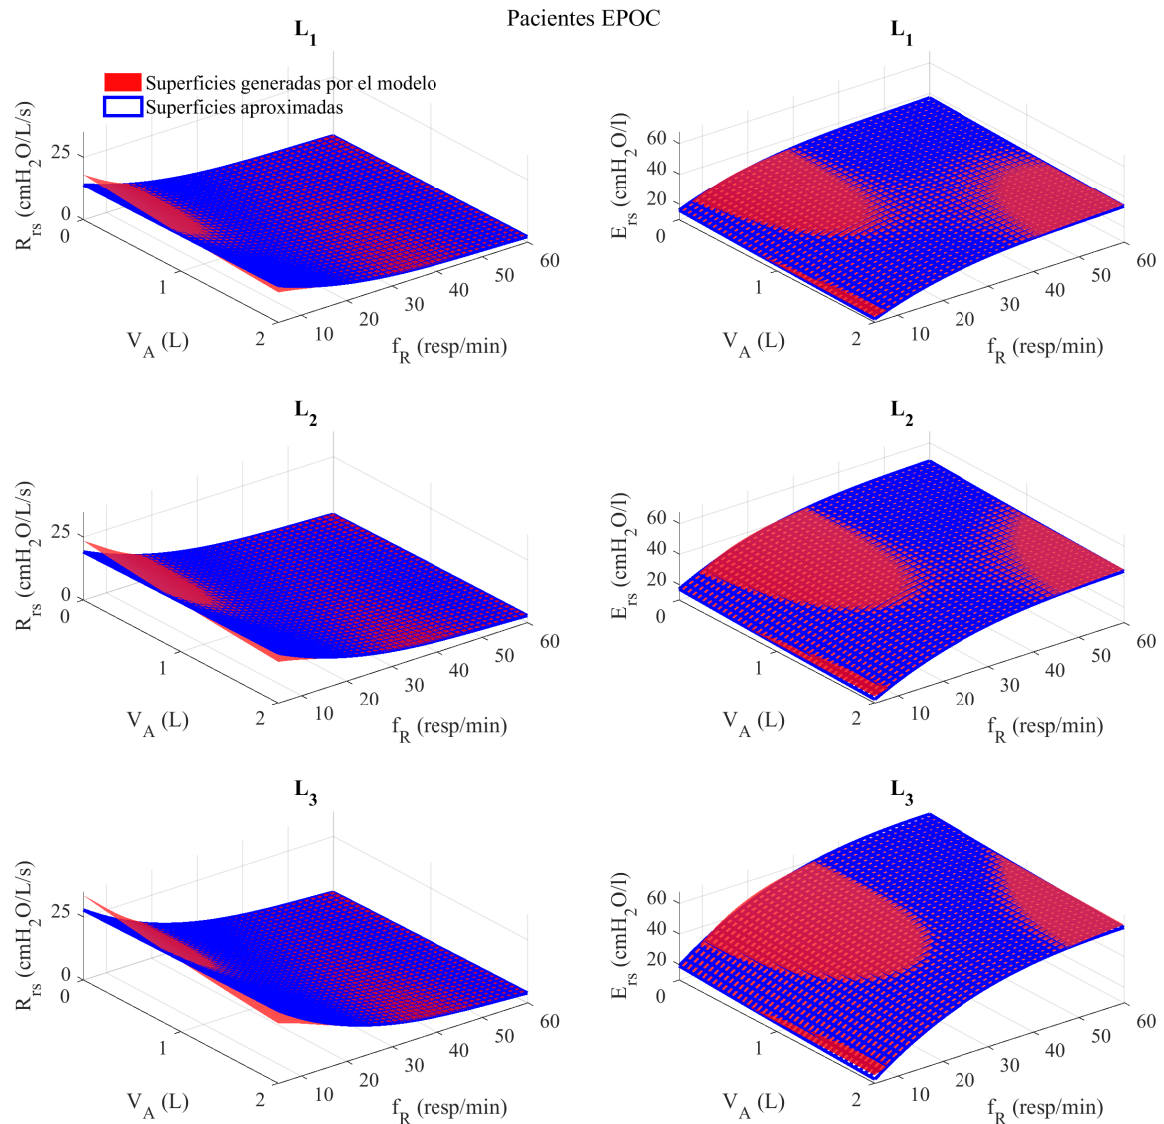 Pacientes EPOC
L1
Superficies generadas por el modelo
Superficies aproximadas
Rrs (cmH2O/L/s)
25
0
0
1
2
VA (L)
10
20
30
40
50
60
fR (resp/min)
L1
Ers (cmH2O/l)
60
40
20
0
1
2
VA (L)
10
20
30
40
50
60
fR (resp/min)
L2
Rrs (cmH2O/L/s)
25
0
0
1
2
VA (L)
10
20
30
40
50
60
fR (resp/min)
L2
Ers (cmH2O/l)
60
40
20
0
1
2
VA (L)
10
20
30
40
50
60
fR (resp/min)
L3
Rrs (cmH2O/L/s)
25
0
0
1
2
VA (L)
10
20
30
40
50
60
fR (resp/min)
L3
Ers (cmH2O/l)
60
40
20
0
1
2
VA (L)
10
20
30
40
50
60
fR (resp/min)